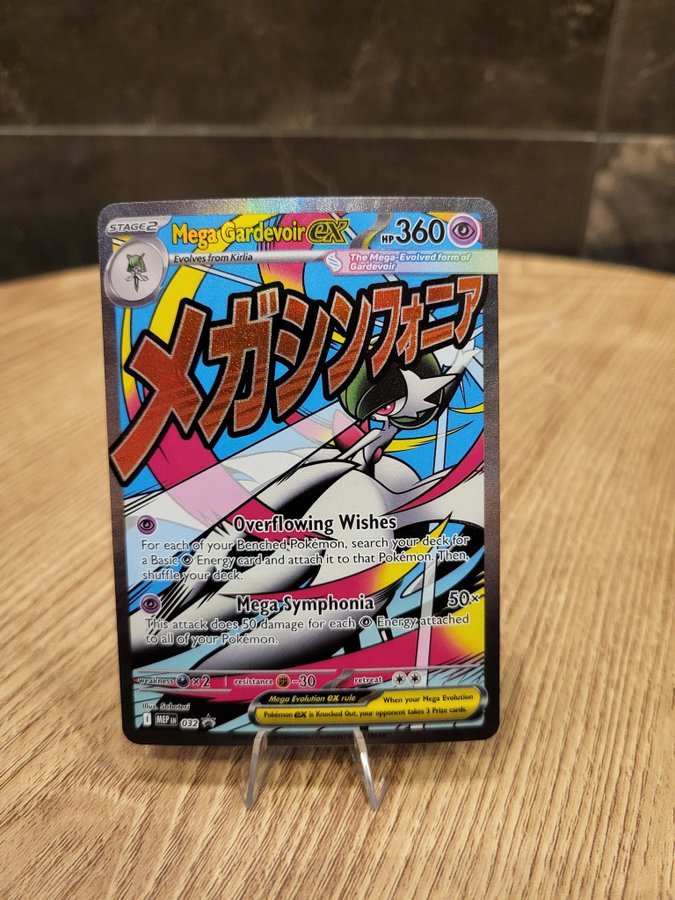 STAGE2
Mega Gardevoir ex
HP 360
Evolves from Kirlia
The Mega-Evolved form of
Gardevoir
メガシンフォニア
Overflowing Wishes
For each of your Benched Pokémon, search your deck for
a Basic Energy card and attach it to that Pokémon. Then,
shuffle your deck.
Mega Symphonia 50×
This attack does 50 damage for each Energy attached
to all of your Pokémon.
weakness ×2 resistance -30 retreat
Mega Evolution ex rule
When your Mega Evolution
Pokémon ex is Knocked Out, your opponent takes 3 Prize cards.
Illus. Saboteri
I MEP EN 032